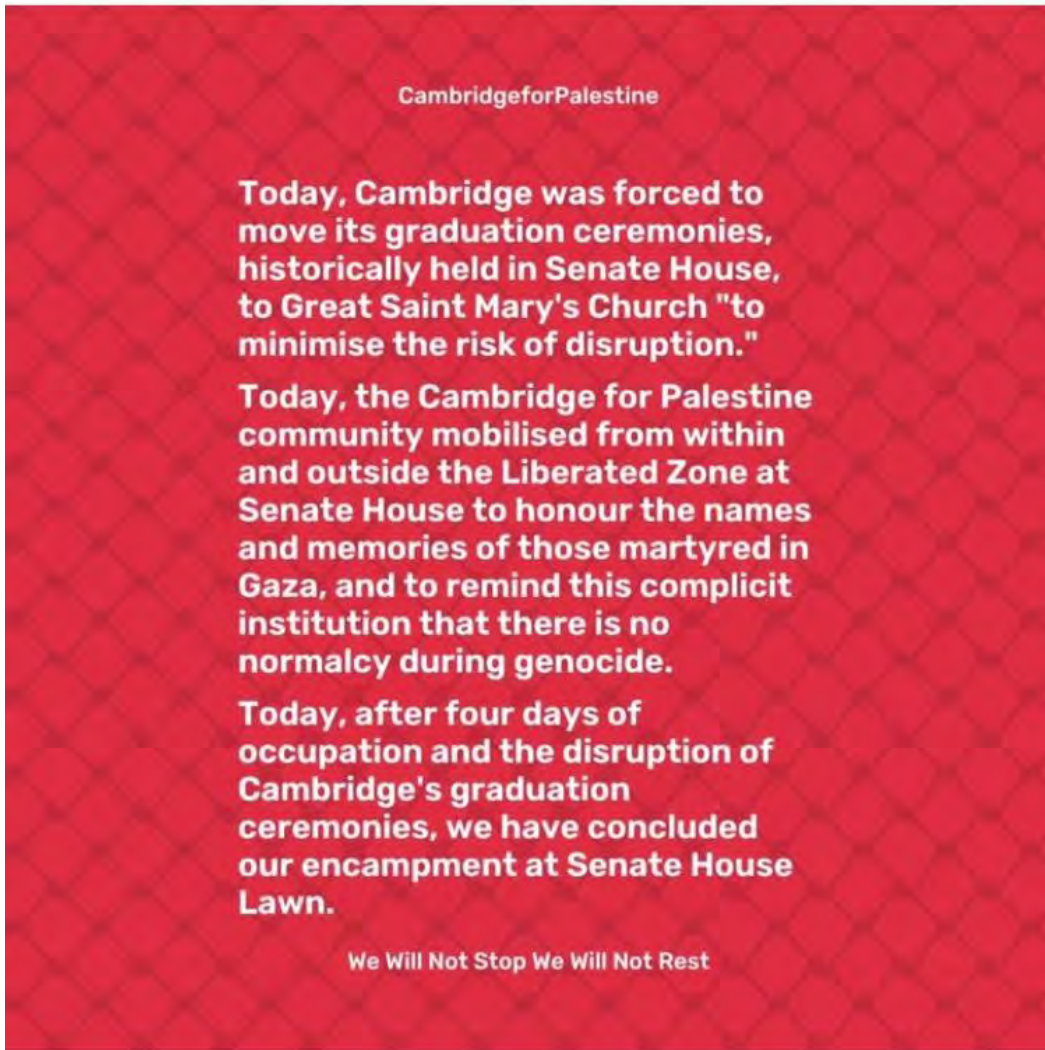 CambridgeforPalestine
Today, Cambridge was forced to
move its graduation ceremonies,
historically held in Senate House,
to Great Saint Mary's Church "to
minimise the risk of disruption."
Today, the Cambridge for Palestine
community mobilised from within
and outside the Liberated Zone at
Senate House to honour the names
and memories of those martyred in
Gaza, and to remind this complicit
institution that there is no
normalcy during genocide.
Today, after four days of
occupation and the disruption of
Cambridge's graduation
ceremonies, we have concluded
our encampment at Senate House
Lawn.
We Will Not Stop We Will Not Rest